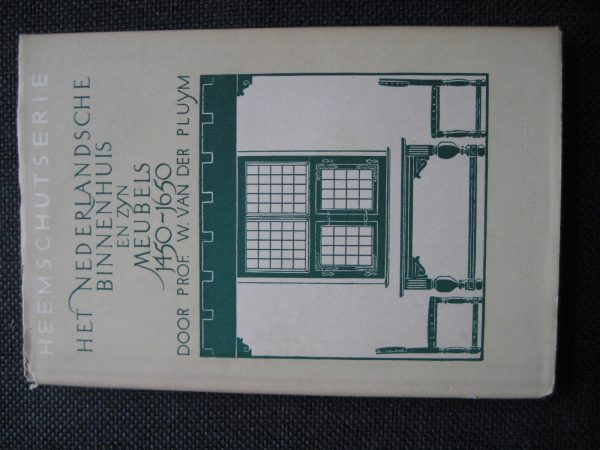 HEEMSCHUTSERIE
HET NEDERLANDSCHE
BINNENHUIS
EN ZYN
MEUBELS
1450-1650
DOOR PROF. W. VAN DER PLUYM